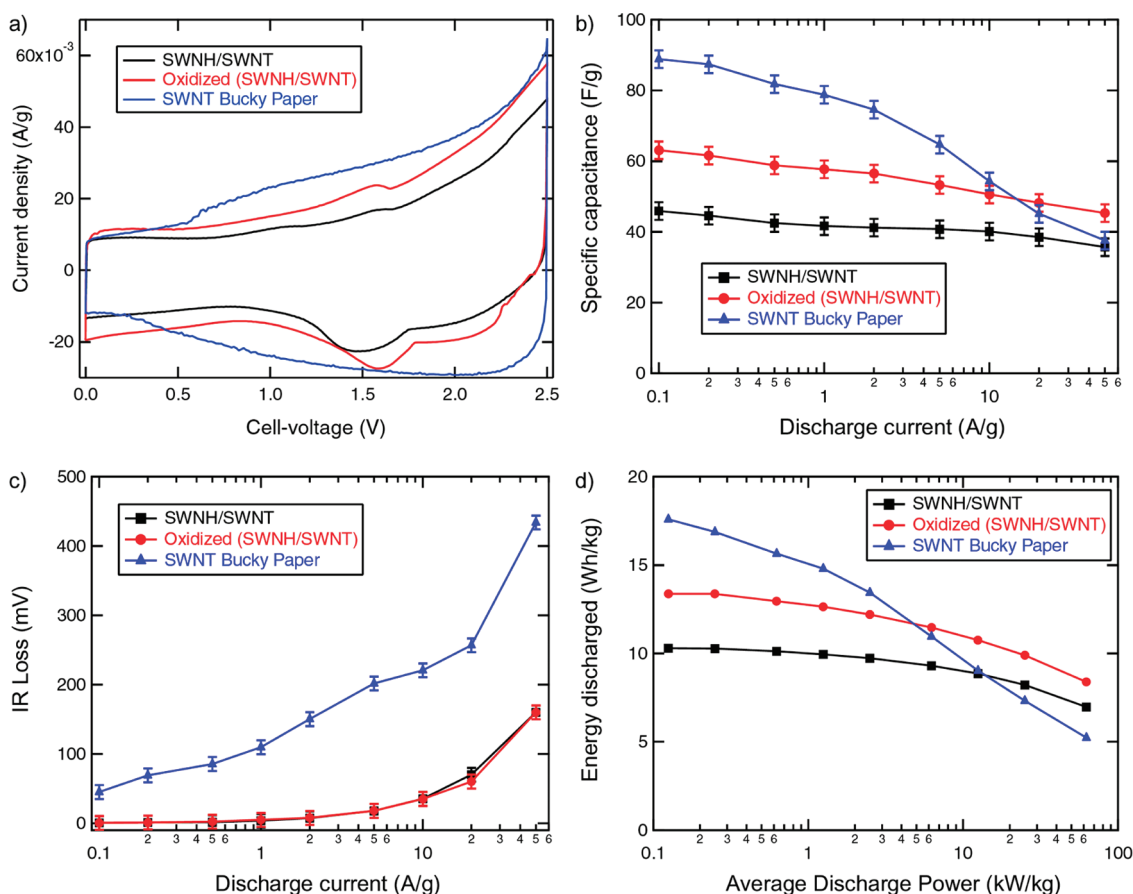 a)
60x10-3
40
20
0
-20
Current density (A/g)
SWNH/SWNT
Oxidized (SWNH/SWNT)
SWNT Bucky Paper
0.0 0.5 1.0 1.5 2.0 2.5
Cell-voltage (V)
b)
100
80
60
40
20
0
Specific capacitance (F/g)
SWNH/SWNT
Oxidized (SWNH/SWNT)
SWNT Bucky Paper
0.1 2 3 4 5 6 1 2 3 4 5 6 10 2 3 4 5 6
Discharge current (A/g)
c)
500
400
300
200
100
0
IR Loss (mV)
SWNH/SWNT
Oxidized (SWNH/SWNT)
SWNT Bucky Paper
0.1 2 3 4 5 6 1 2 3 4 5 6 10 2 3 4 5 6
Discharge current (A/g)
d)
20
15
10
5
0
Energy discharged (Wh/kg)
SWNH/SWNT
Oxidized (SWNH/SWNT)
SWNT Bucky Paper
0.1 2 3 4 5 6 1 2 3 4 5 6 10 2 3 4 5 6 100
Average Discharge Power (kW/kg)